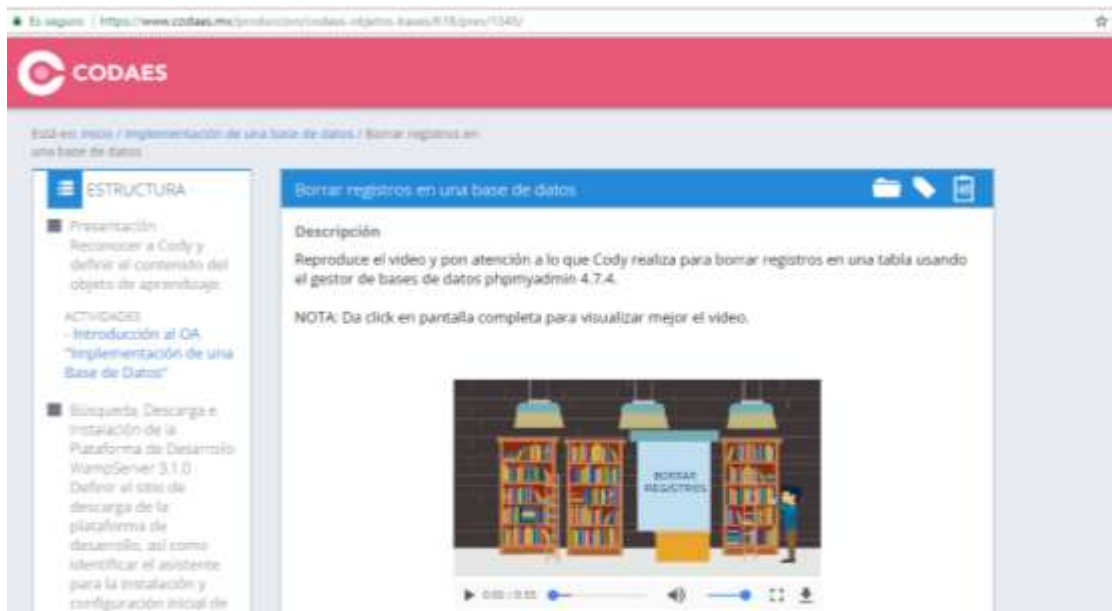 Es seguro | https://www.codaes.mx/produccion/codaes-objetos-bases/
CODAES
Está en: Inicio / Implementación de una base de datos / Borrar registros en
una base de datos
ESTRUCTURA
Presentación
Reconocer a Cody y
definir el contenido del
objeto de aprendizaje.
ACTIVIDADES
- Introducción al OA
"Implementación de una
Base de Datos"
Búsqueda, Descarga e
Instalación de la
Plataforma de Desarrollo
WampServer 3.1.0
Definir el sitio de
descarga de la
plataforma de
desarrollo, así como
identificar el asistente
para la instalación y
configuración inicial de
Borrar registros en una base de datos
Descripción
Reproduce el video y pon atención a lo que Cody realiza para borrar registros en una tabla usando
el gestor de bases de datos phpmyadmin 4.7.4.
NOTA: Da click en pantalla completa para visualizar mejor el video.
BORRAR
REGISTROS